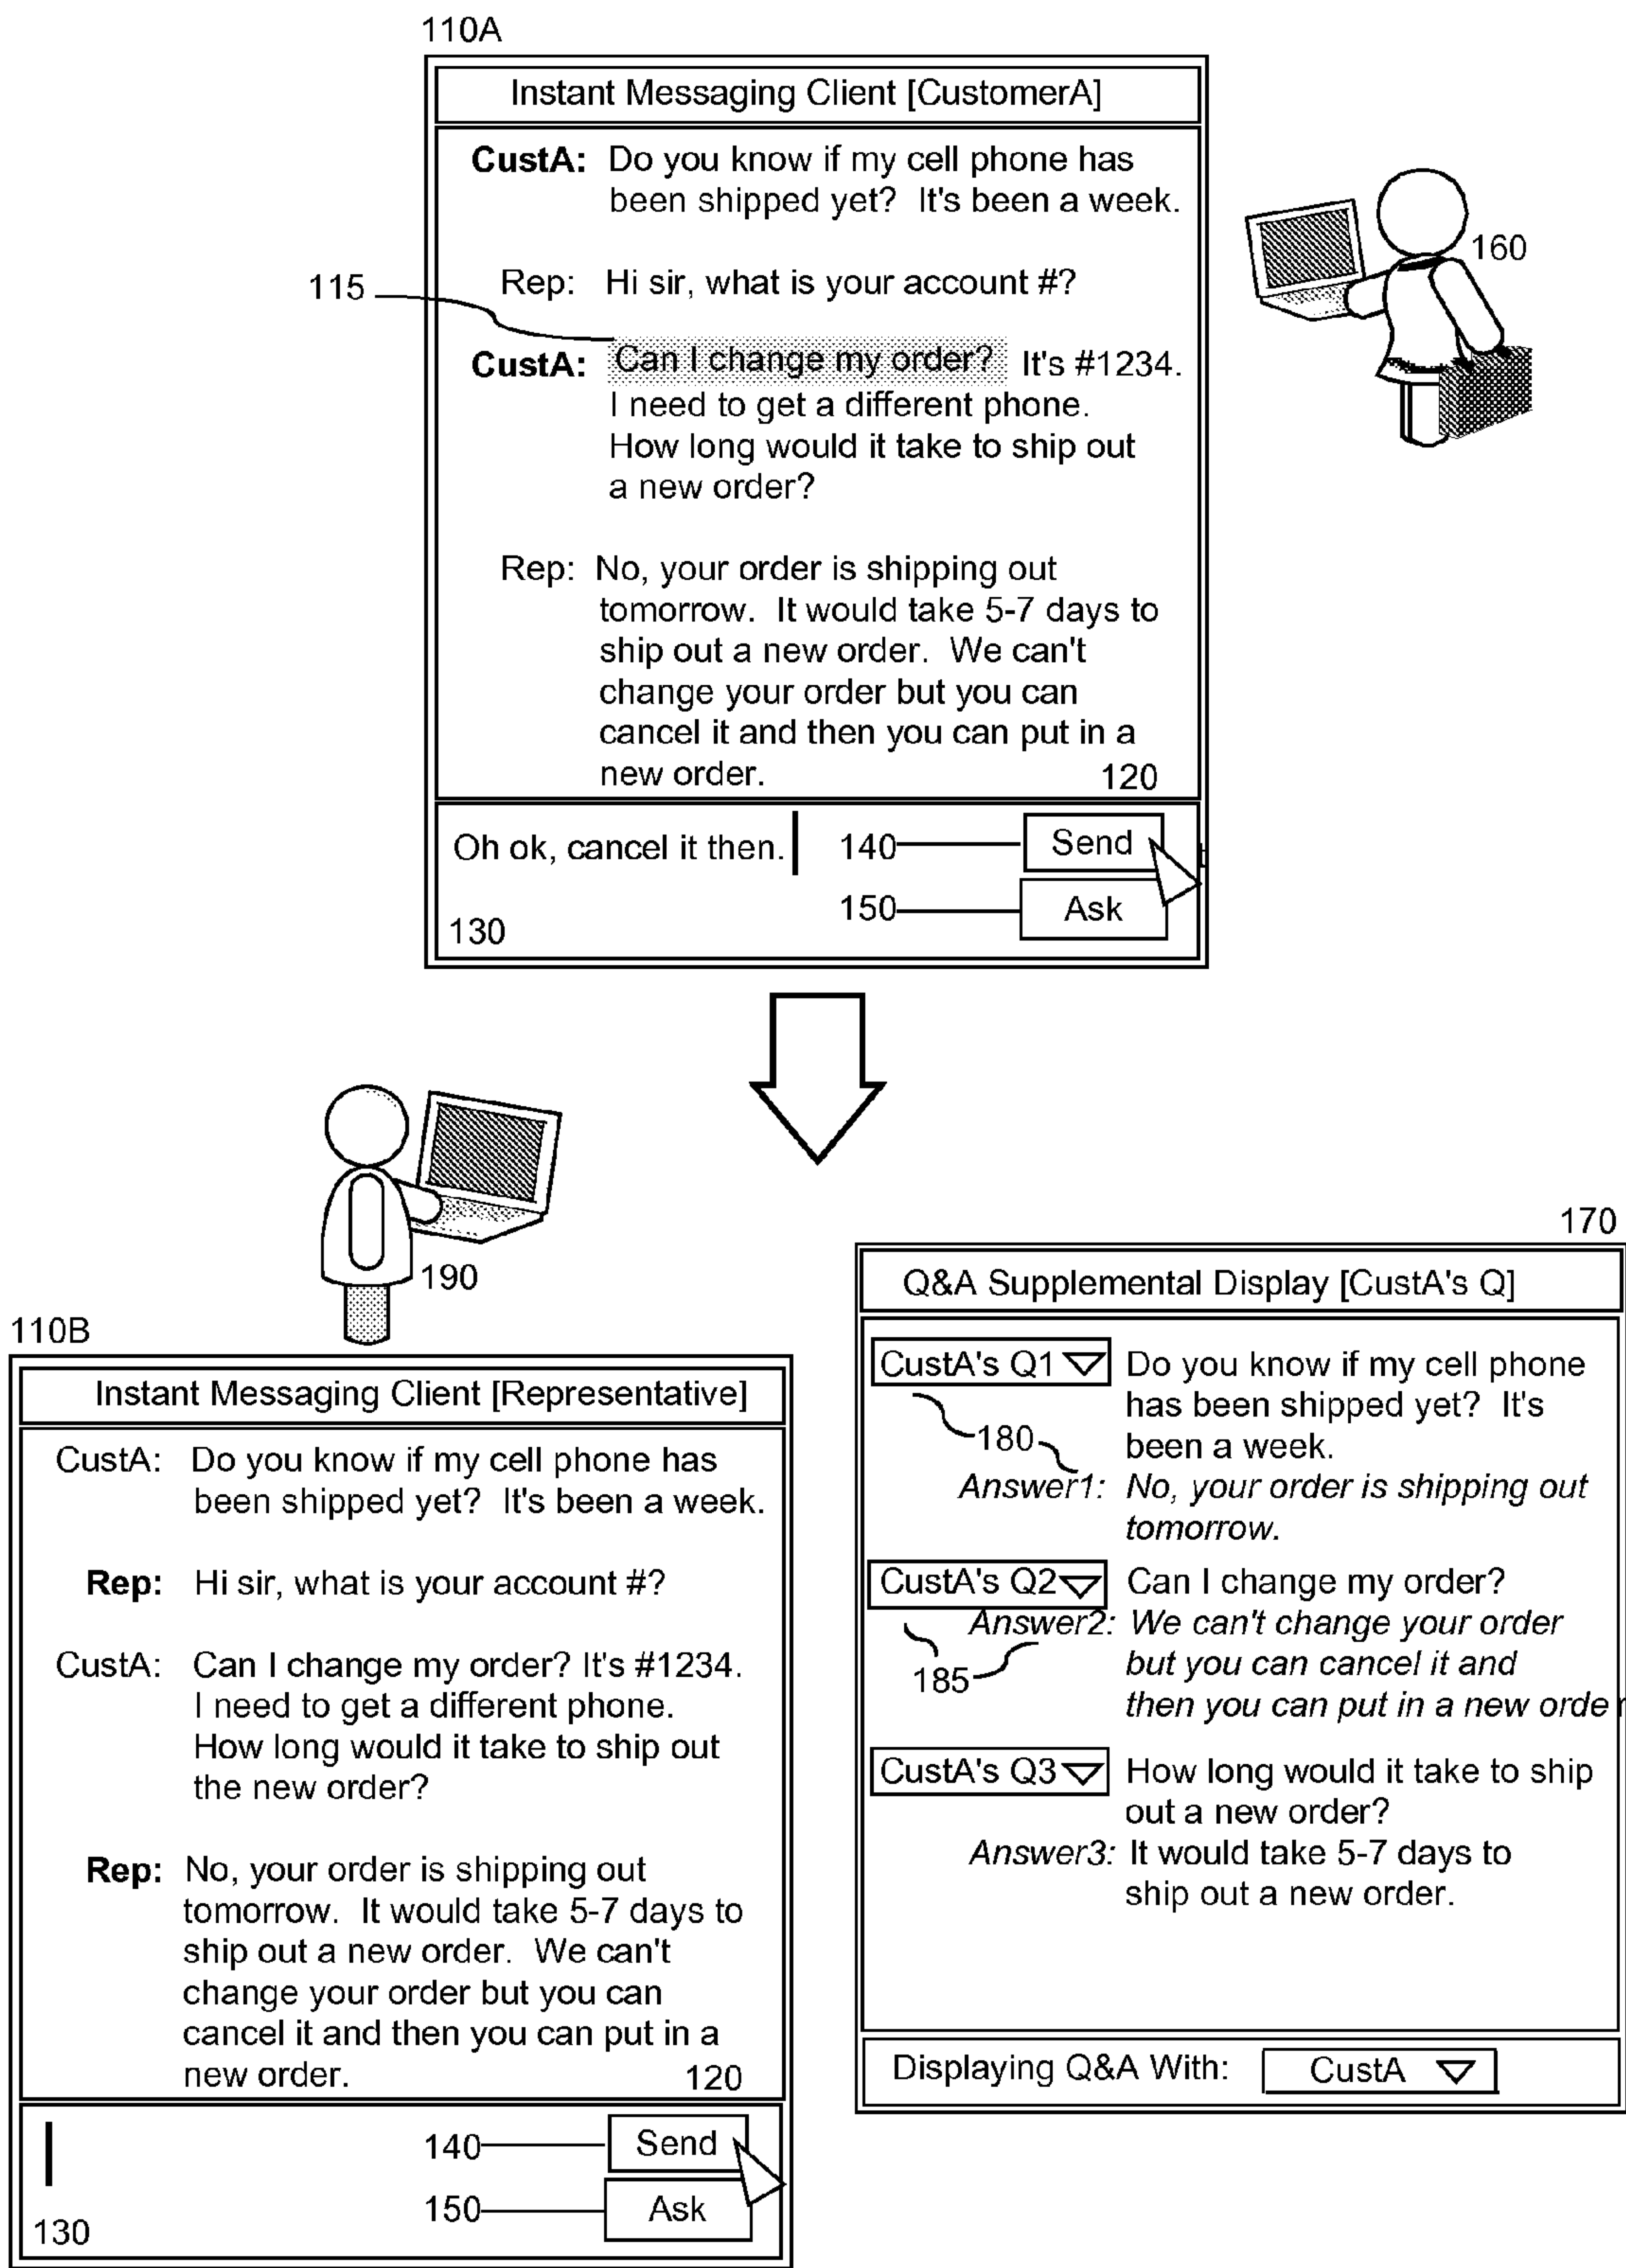 110A
Instant Messaging Client [CustomerA]
CustA: Do you know if my cell phone has
been shipped yet? It's been a week.
160
115
Rep: Hi sir, what is your account #?
CustA: Can I change my order? It's #1234.
I need to get a different phone.
How long would it take to ship out
a new order?
Rep: No, your order is shipping out
tomorrow. It would take 5-7 days to
ship out a new order. We can't
change your order but you can
cancel it and then you can put in a
new order.
120
Oh ok, cancel it then.
140
Send
150
Ask
130
190
110B
Instant Messaging Client [Representative]
CustA: Do you know if my cell phone has
been shipped yet? It's been a week.
Rep: Hi sir, what is your account #?
CustA: Can I change my order? It's #1234.
I need to get a different phone.
How long would it take to ship out
the new order?
Rep: No, your order is shipping out
tomorrow. It would take 5-7 days to
ship out a new order. We can't
change your order but you can
cancel it and then you can put in a
new order.
120
140
Send
150
Ask
130
170
Q&A Supplemental Display [CustA's Q]
CustA's Q1 Do you know if my cell phone
has been shipped yet? It's
been a week.
180
Answer1: No, your order is shipping out
tomorrow.
CustA's Q2 Can I change my order?
Answer2: We can't change your order
but you can cancel it and
then you can put in a new order
185
CustA's Q3 How long would it take to ship
out a new order?
Answer3: It would take 5-7 days to
ship out a new order.
Displaying Q&A With: CustA